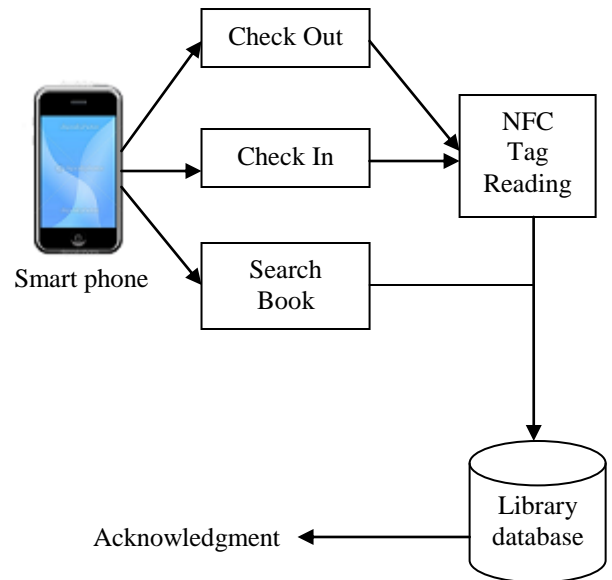 Check Out
NFC
Tag
Reading
Check In
Smart phone
Search
Book
Library
database
Acknowledgment